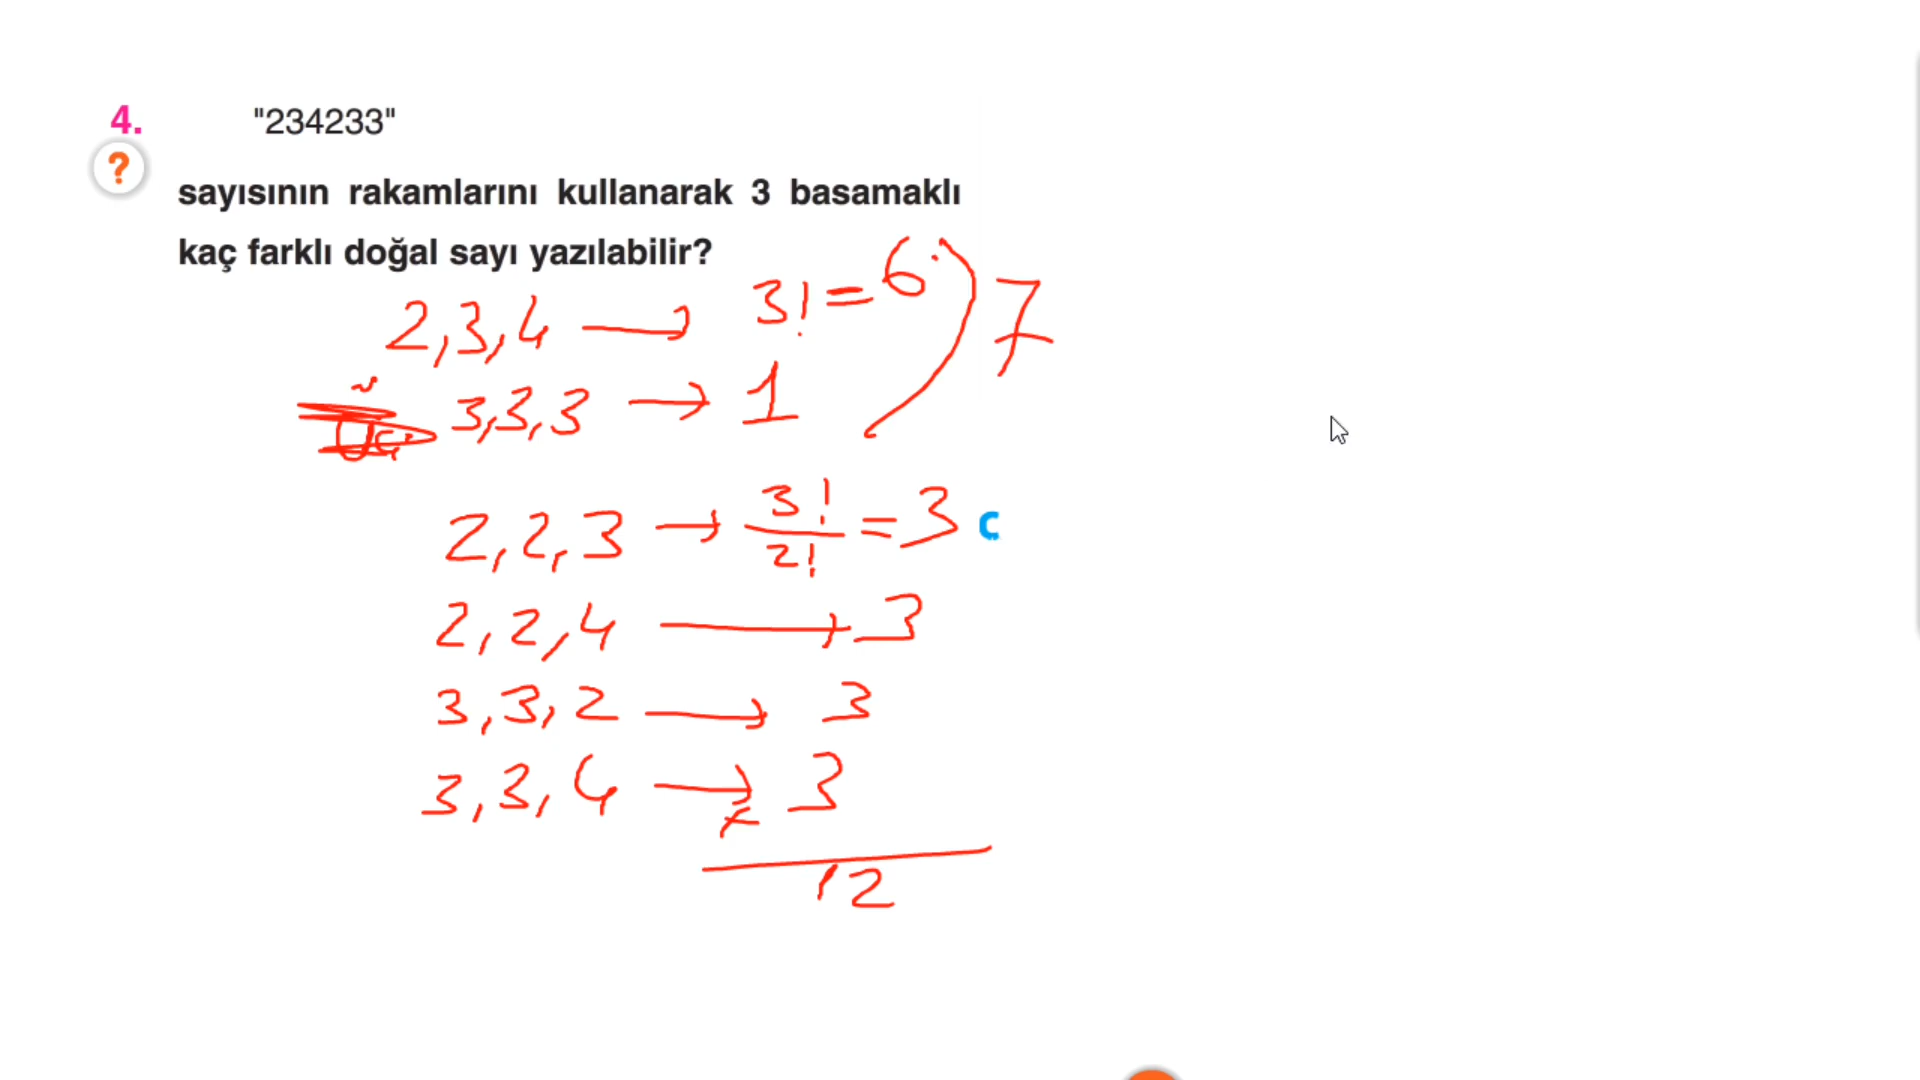 4. "234233"
?
sayısının rakamlarını kullanarak 3 basamaklı
kaç farklı doğal sayı yazılabilir?
2,3,4 → 3! = 6
7
3,3,3 → 1
2,2,3 → 3!/2! = 3 c
2,2,4 → 3
3,3,2 → 3
3,3,4 → 3
+
12